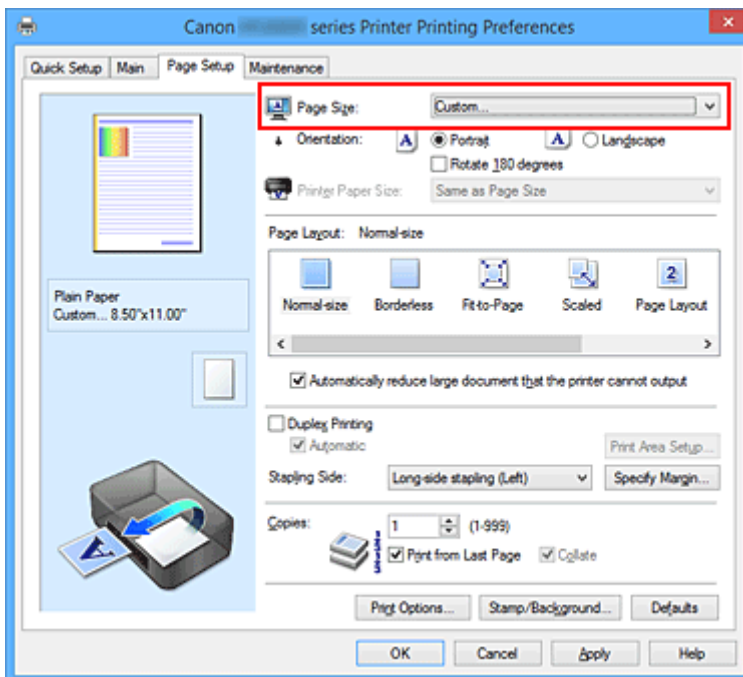 Canon series Printer Printing Preferences
Quick Setup Main Page Setup Maintenance
Page Size: Custom...
Orientation: A Portrait A Landscape
Rotate 180 degrees
Printer Paper Size: Same as Page Size
Page Layout: Normal-size
2
Normal-size Borderless Fit-to-Page Scaled Page Layout
Plain Paper
Custom... 8.50"x11.00"
Automatically reduce large document that the printer cannot output
Duplex Printing
Automatic Print Area Setup...
Stapling Side: Long-side stapling (Left) Specify Margin...
Copies: 1 (1-999)
Print from Last Page Collate
A
Print Options... Stamp/Background... Defaults
OK Cancel Apply Help